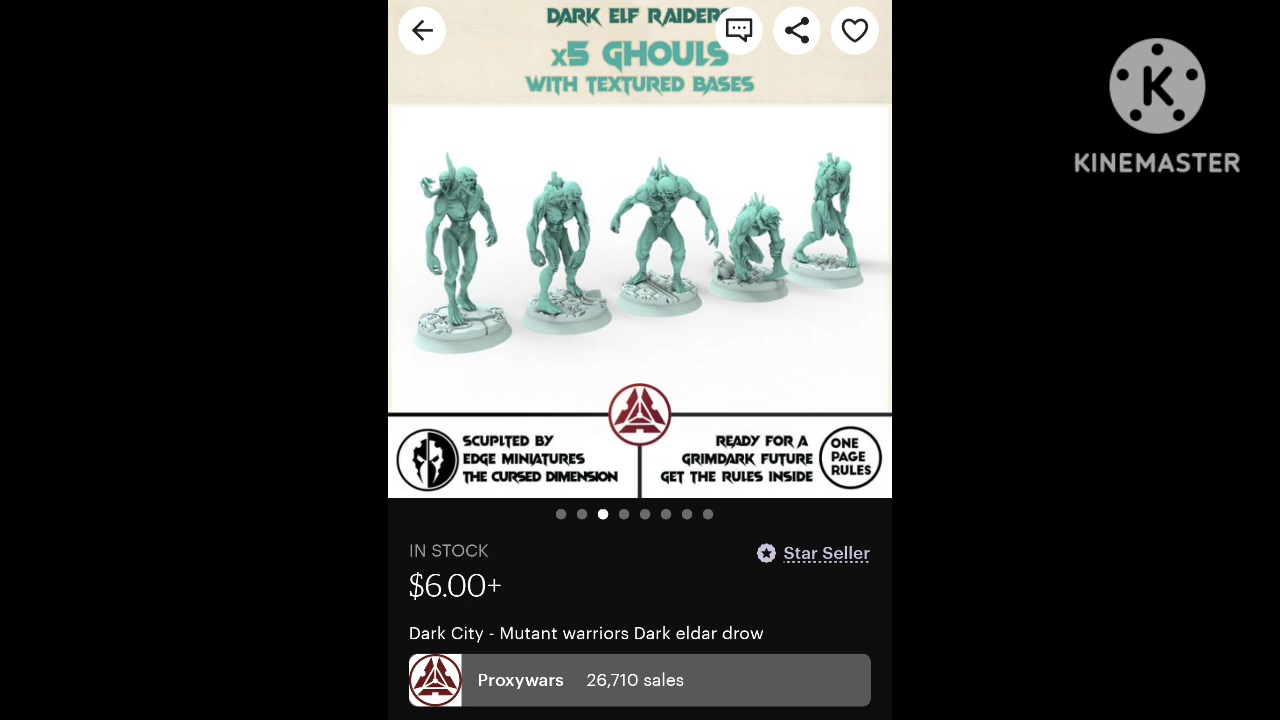 DARK ELF RAIDERS
x5 GHOULS
WITH TEXTURED BASES
K
KINEMASTER
SCUPLTED BY
EDGE MINIATURES
THE CURSED DIMENSION
READY FOR A
GRIMDARK FUTURE
GET THE RULES INSIDE
ONE
PAGE
RULES
IN STOCK
Star Seller
$6.00+
Dark City - Mutant warriors Dark eldar drow
Proxywars 26,710 sales